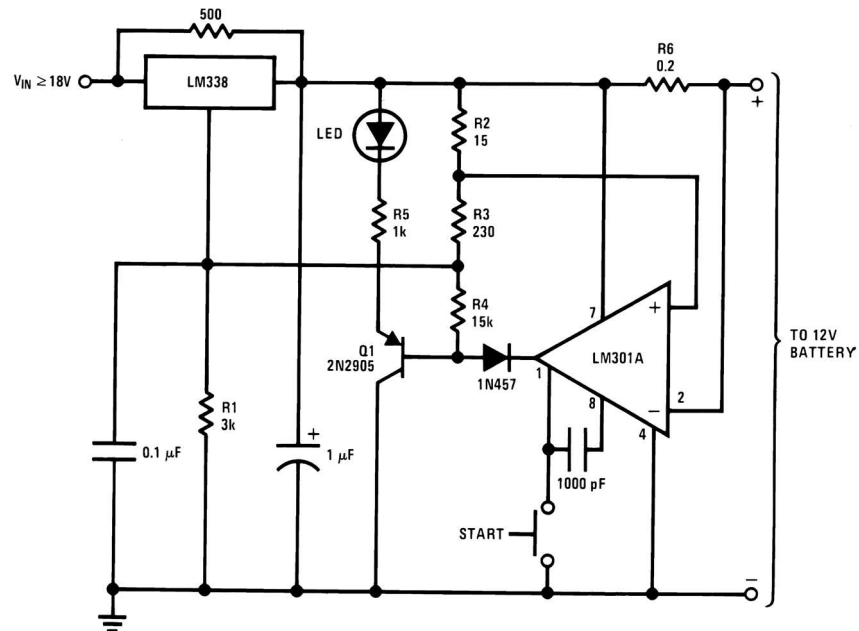 500
V_IN ≥ 18V
LM338
R6
0.2
+
LED
R2
15
R5
1k
R3
230
R4
15k
7
+
TO 12V
BATTERY
Q1
2N2905
1N457
LM301A
1
8
2
−
4
R1
3k
0.1 μF
+
1 μF
1000 pF
START
−